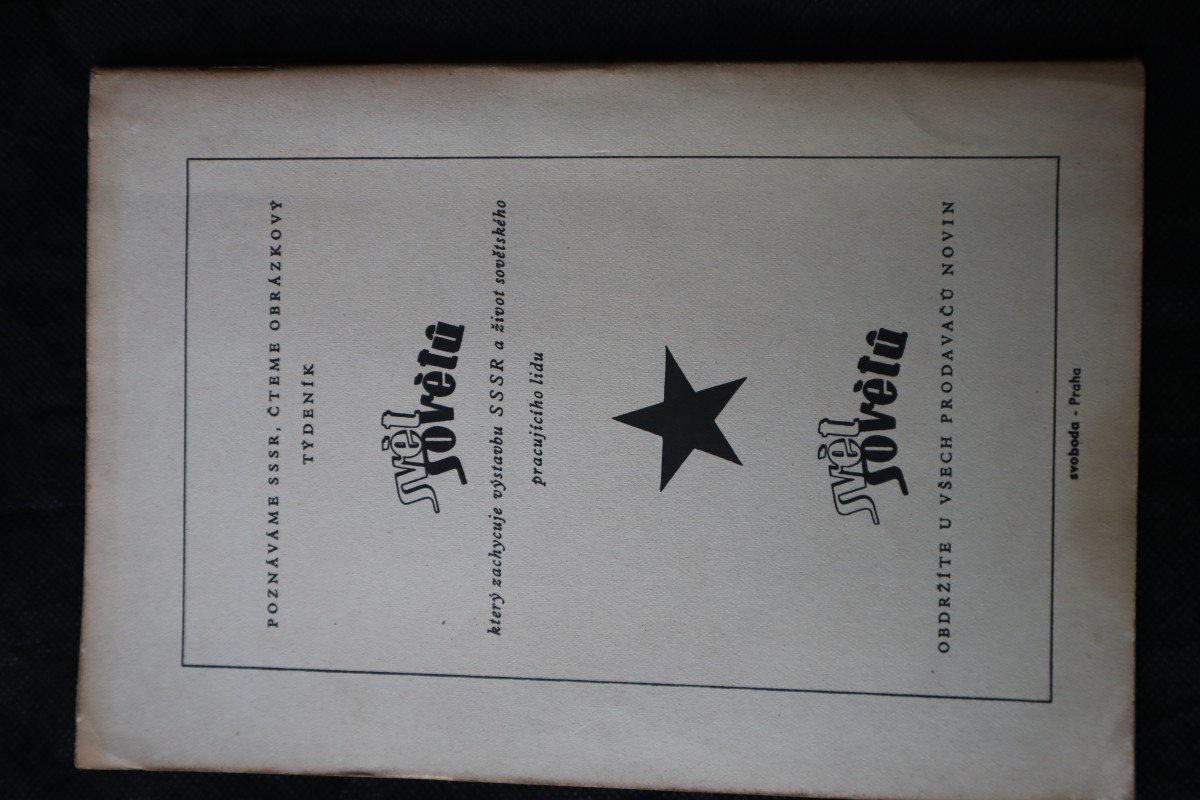 POZNÁVÁME SSSR, ČTEME OBRÁZKOVÝ
TÝDENÍK
svět
sovětů
který zachycuje výstavbu SSSR a život sovětského
pracujícího lidu
svět
sovětů
OBDRŽÍTE U VŠECH PRODAVAČŮ NOVIN
svoboda - Praha